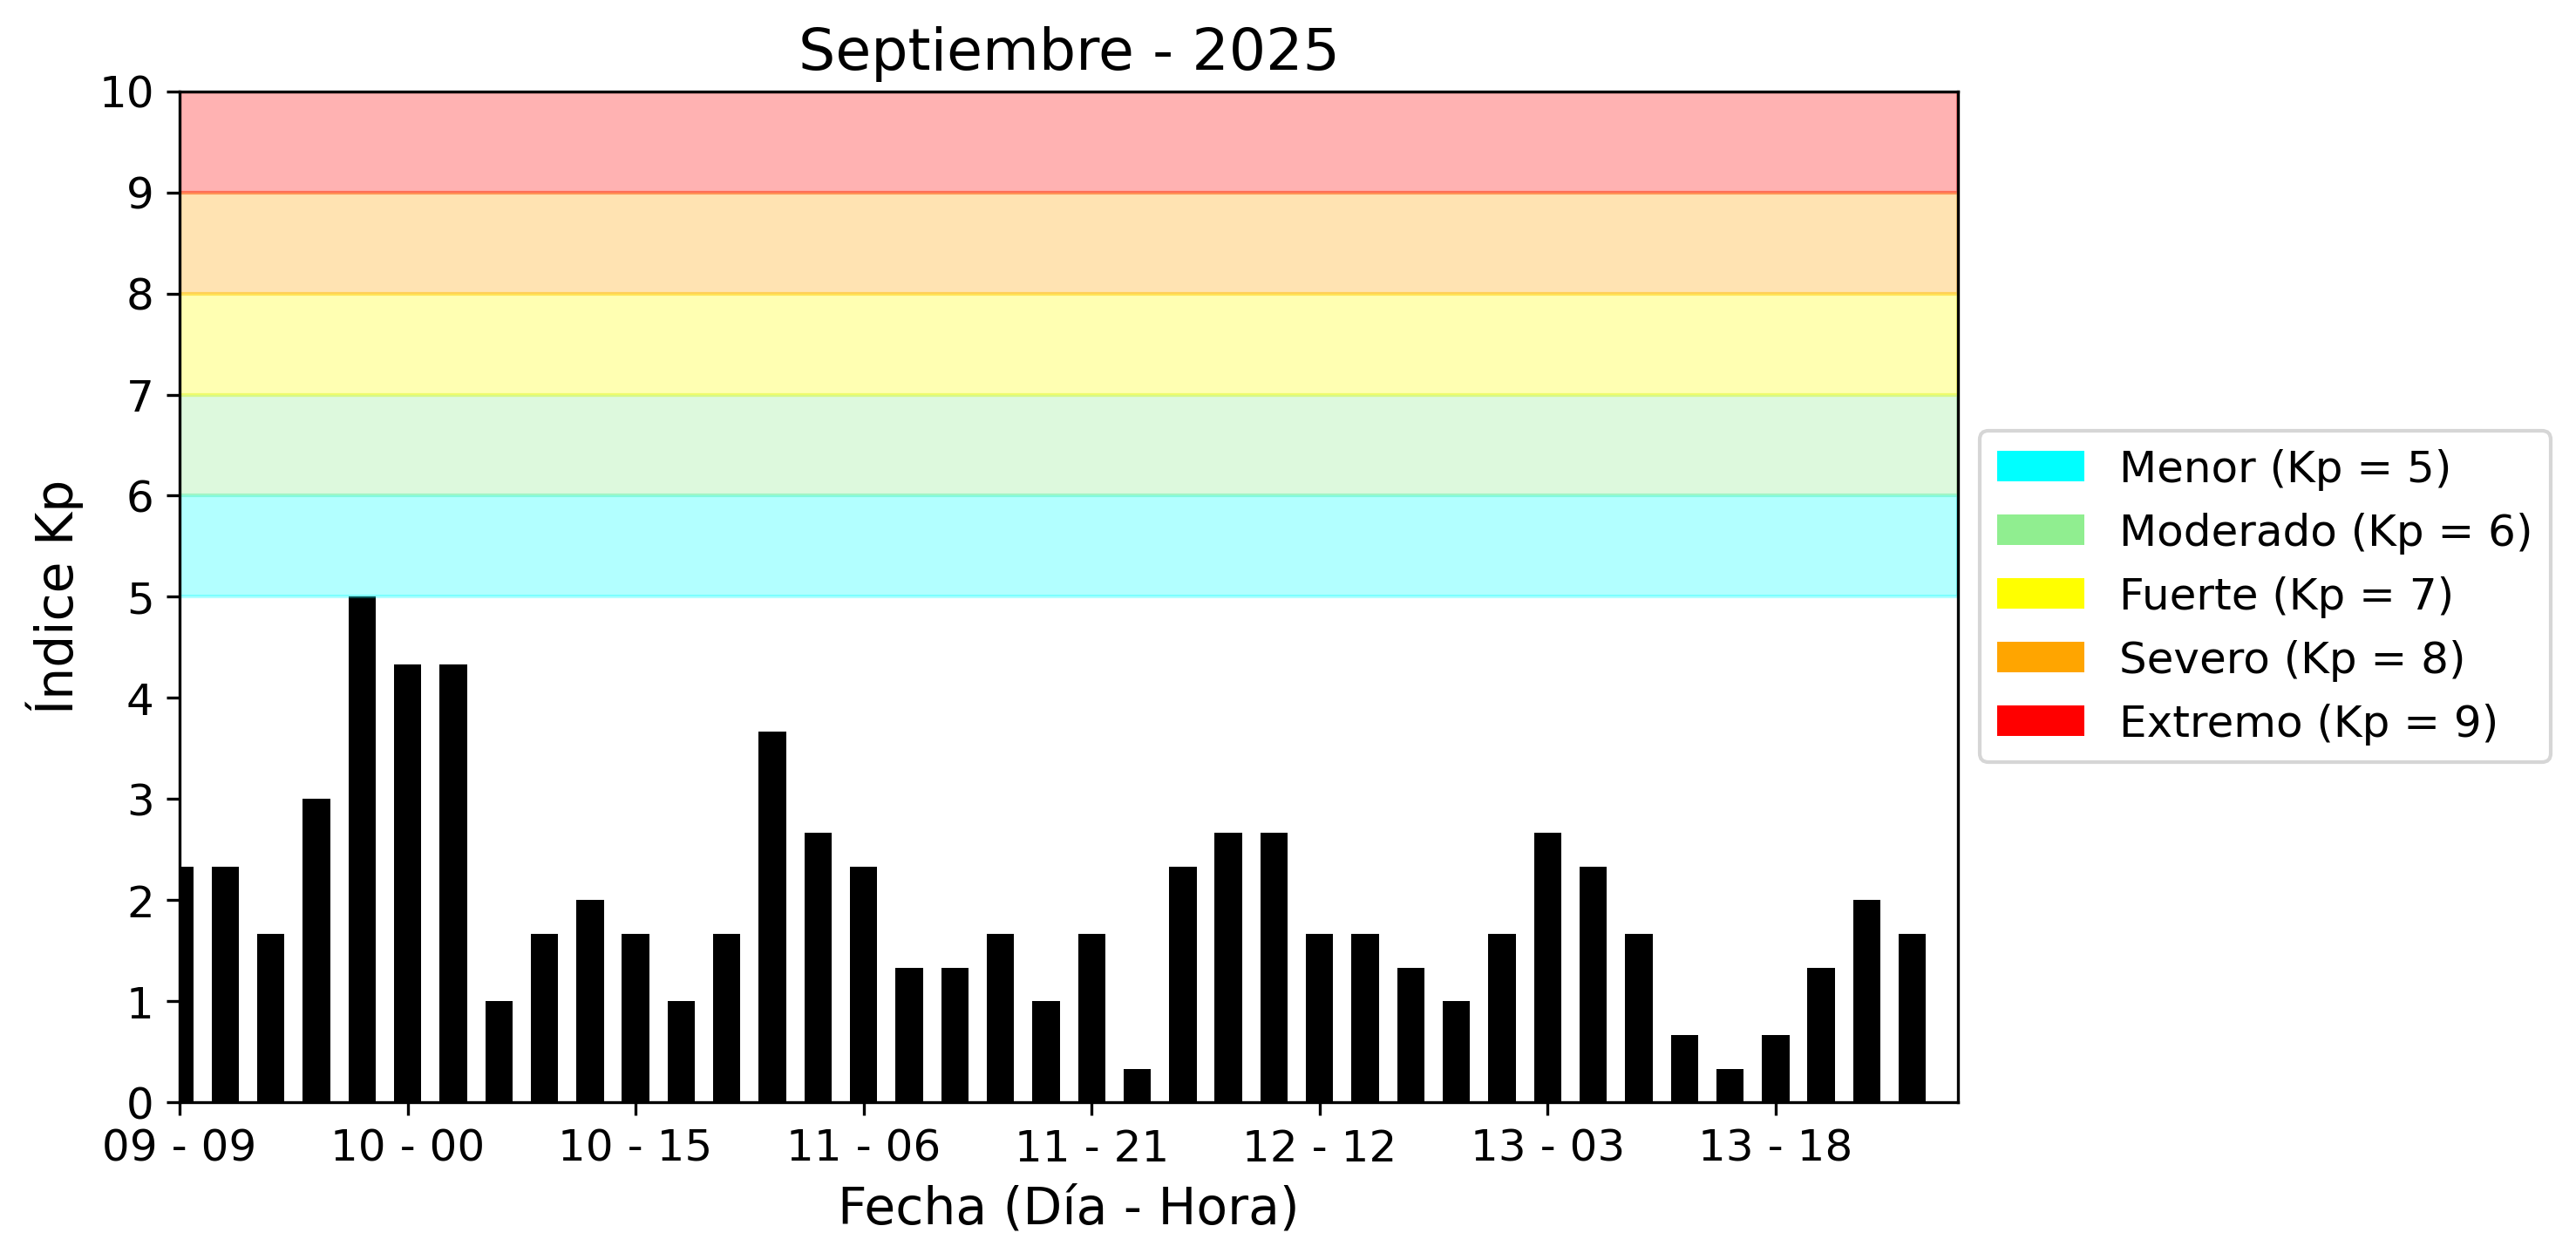 Septiembre - 2025
10
9
8
7
6
5
4
3
2
1
0
Índice Kp
09 - 09
10 - 00
10 - 15
11 - 06
11 - 21
12 - 12
13 - 03
13 - 18
Fecha (Día - Hora)
Menor (Kp = 5)
Moderado (Kp = 6)
Fuerte (Kp = 7)
Severo (Kp = 8)
Extremo (Kp = 9)